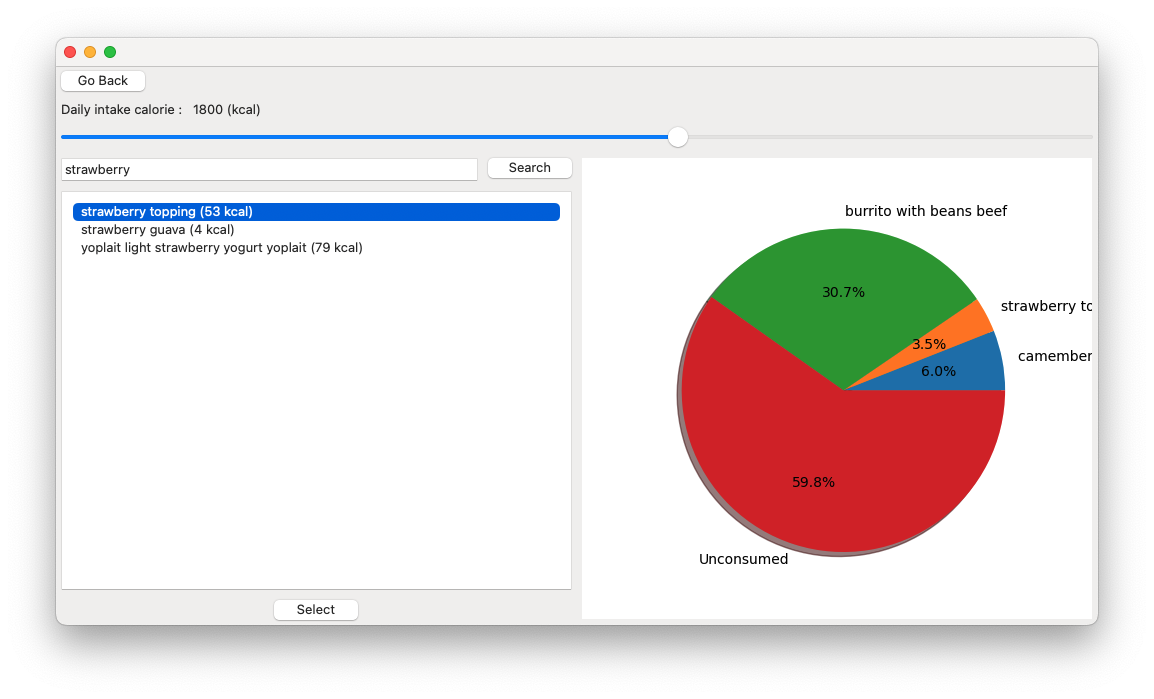 Go Back
Daily intake calorie : 1800 (kcal)
strawberry
Search
strawberry topping (53 kcal)
strawberry guava (4 kcal)
yoplait light strawberry yogurt yoplait (79 kcal)
Select
burrito with beans beef
30.7%
strawberry to
3.5%
camember
6.0%
59.8%
Unconsumed